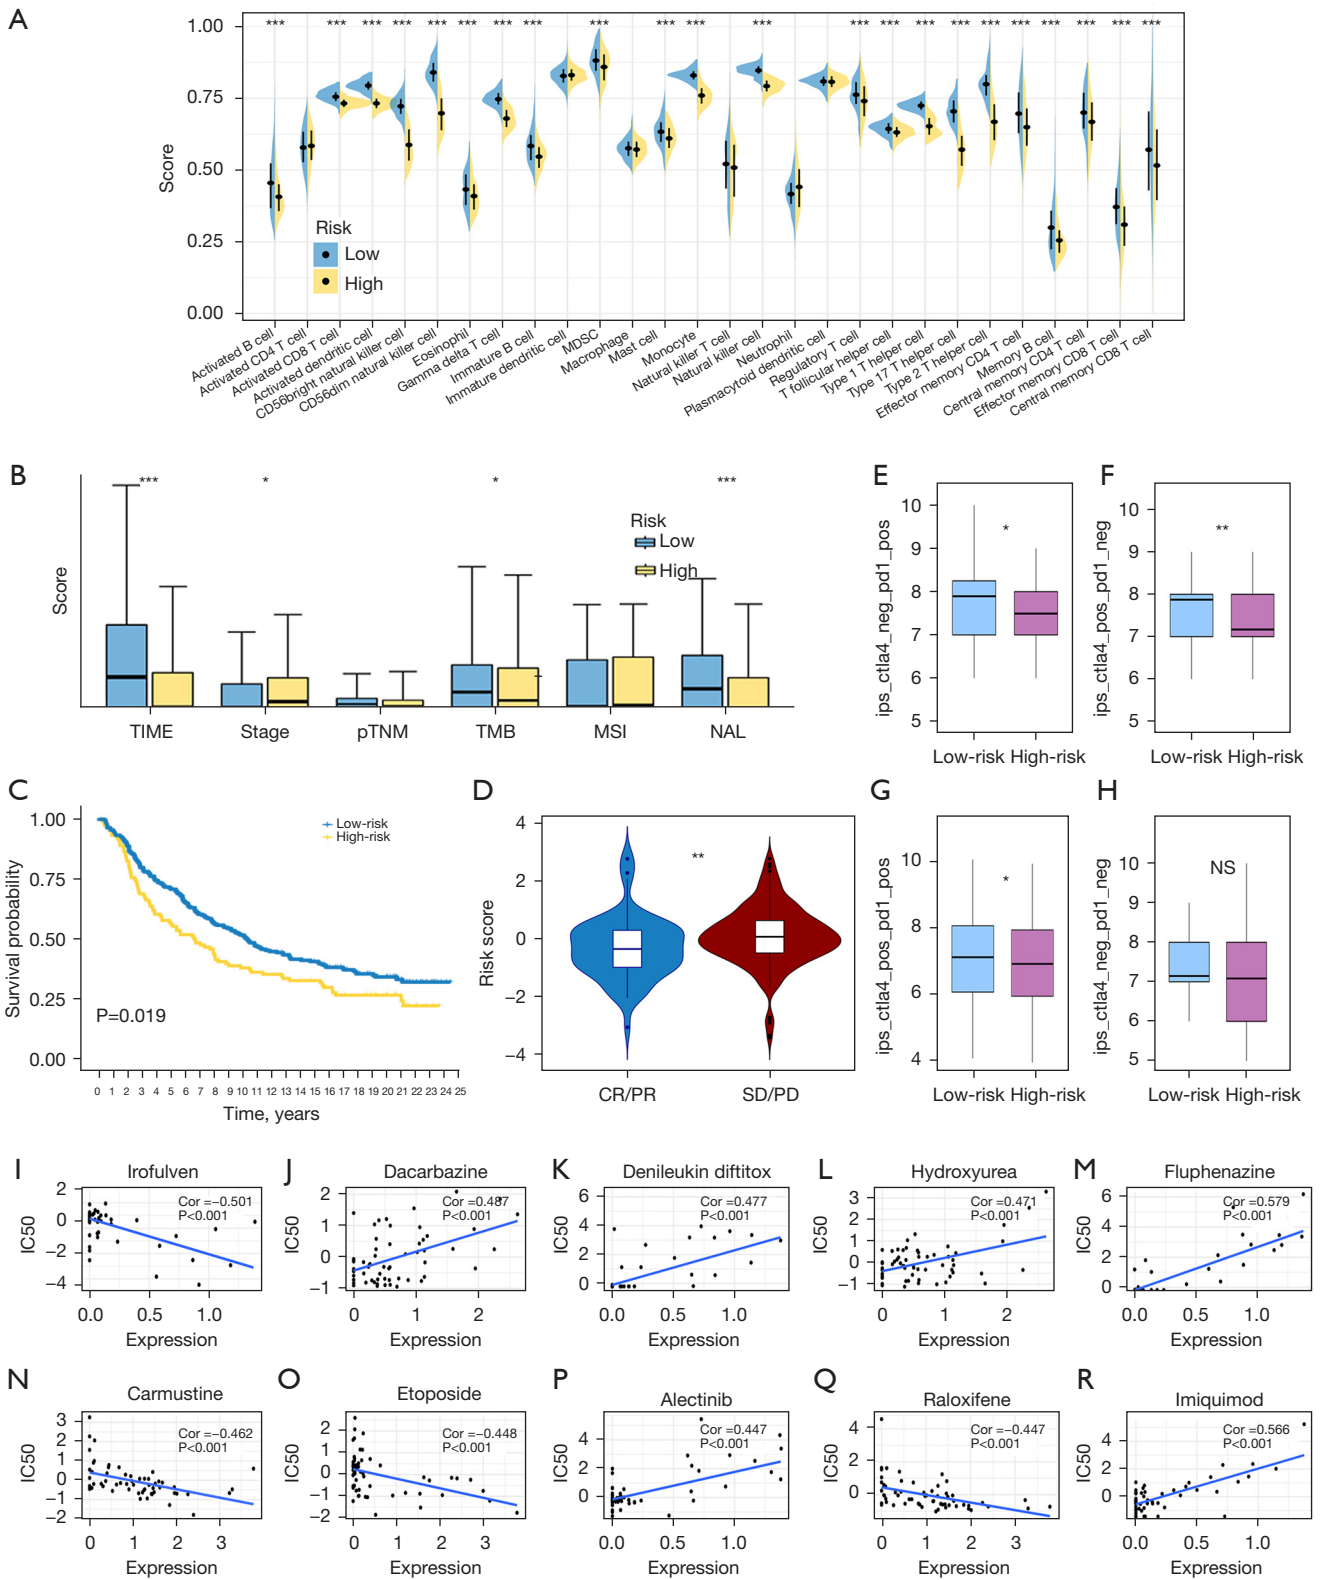 A
1.00
0.75
0.50
0.25
0.00
Score
*** *** *** *** *** *** *** *** *** *** *** *** *** *** *** *** *** *** *** *** *** *** ***
Risk
Low
High
Activated B cell
Activated CD4 T cell
Activated CD8 T cell
Activated dendritic cell
CD56bright natural killer cell
CD56dim natural killer cell
Eosinophil
Gamma delta T cell
Immature B cell
Immature dendritic cell
MDSC
Macrophage
Mast cell
Monocyte
Natural killer T cell
Natural killer cell
Neutrophil
Plasmacytoid dendritic cell
Regulatory T cell
T follicular helper cell
Type 1 T helper cell
Type 17 T helper cell
Type 2 T helper cell
Effector memory CD4 T cell
Memory B cell
Central memory CD4 T cell
Effector memory CD8 T cell
Central memory CD8 T cell
B
Score
*** * * ***
Risk
Low
High
TIME Stage pTNM TMB MSI NAL
E
ips_ctla4_neg_pd1_pos
10
9
8
7
6
5
*
Low-risk High-risk
F
ips_ctla4_pos_pd1_neg
10
9
8
7
6
5
**
Low-risk High-risk
C
Survival probability
1.00
0.75
0.50
0.25
0.00
Low-risk
High-risk
P=0.019
0 1 2 3 4 5 6 7 8 9 10 11 12 13 14 15 16 17 18 19 20 21 22 23 24 25
Time, years
D
Risk score
4
2
0
−2
−4
**
CR/PR SD/PD
G
ips_ctla4_pos_pd1_pos
10
8
6
4
*
Low-risk High-risk
H
ips_ctla4_neg_pd1_neg
10
9
8
7
6
5
NS
Low-risk High-risk
I
Irofulven
Cor =−0.501
P<0.001
IC50
2
0
−2
−4
0.0 0.5 1.0
Expression
J
Dacarbazine
Cor =0.487
P<0.001
IC50
2
1
0
−1
0 1 2
Expression
K
Denileukin diftitox
Cor =0.477
P<0.001
IC50
6
4
2
0
0.0 0.5 1.0
Expression
L
Hydroxyurea
Cor =0.471
P<0.001
IC50
3
2
1
0
−1
0 1 2
Expression
M
Fluphenazine
Cor =0.579
P<0.001
IC50
6
4
2
0
0.0 0.5 1.0
Expression
N
Carmustine
Cor =−0.462
P<0.001
IC50
3
2
1
0
−1
−2
0 1 2 3
Expression
O
Etoposide
Cor =−0.448
P<0.001
IC50
2
1
0
−1
−2
0 1 2 3
Expression
P
Alectinib
Cor =0.447
P<0.001
IC50
4
2
0
0.0 0.5 1.0
Expression
Q
Raloxifene
Cor =−0.447
P<0.001
IC50
4
2
0
0 1 2 3
Expression
R
Imiquimod
Cor =0.566
P<0.001
IC50
4
2
0
0.0 0.5 1.0
Expression